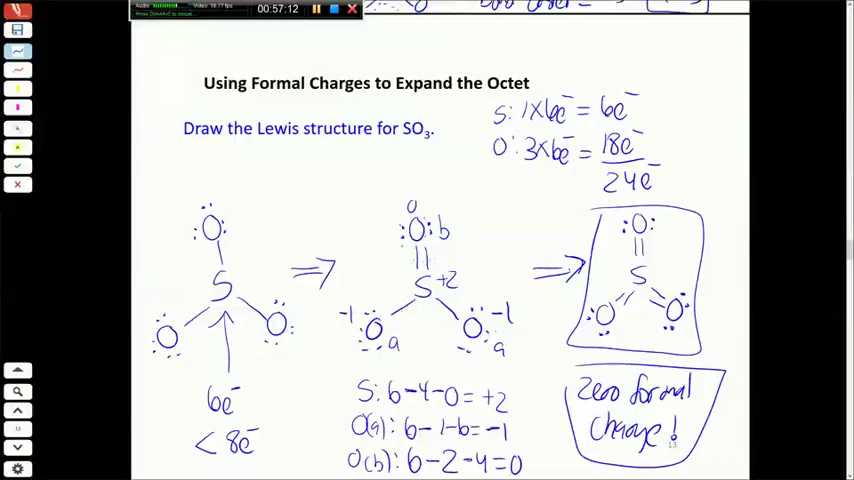 00:57:12
Using Formal Charges to Expand the Octet
Draw the Lewis structure for SO₃.
S: 1×6e⁻ = 6e⁻
O: 3×6e⁻ = 18e⁻
24e⁻
O
S
O O
6e⁻
< 8e⁻
⇒
0
O b
S +2
-1 O a
O -1 a
S: 6-4-0 = +2
O(a): 6-1-6 = -1
O(b): 6-2-4 = 0
⇒
O
S
O O
Zero formal
charge!
13